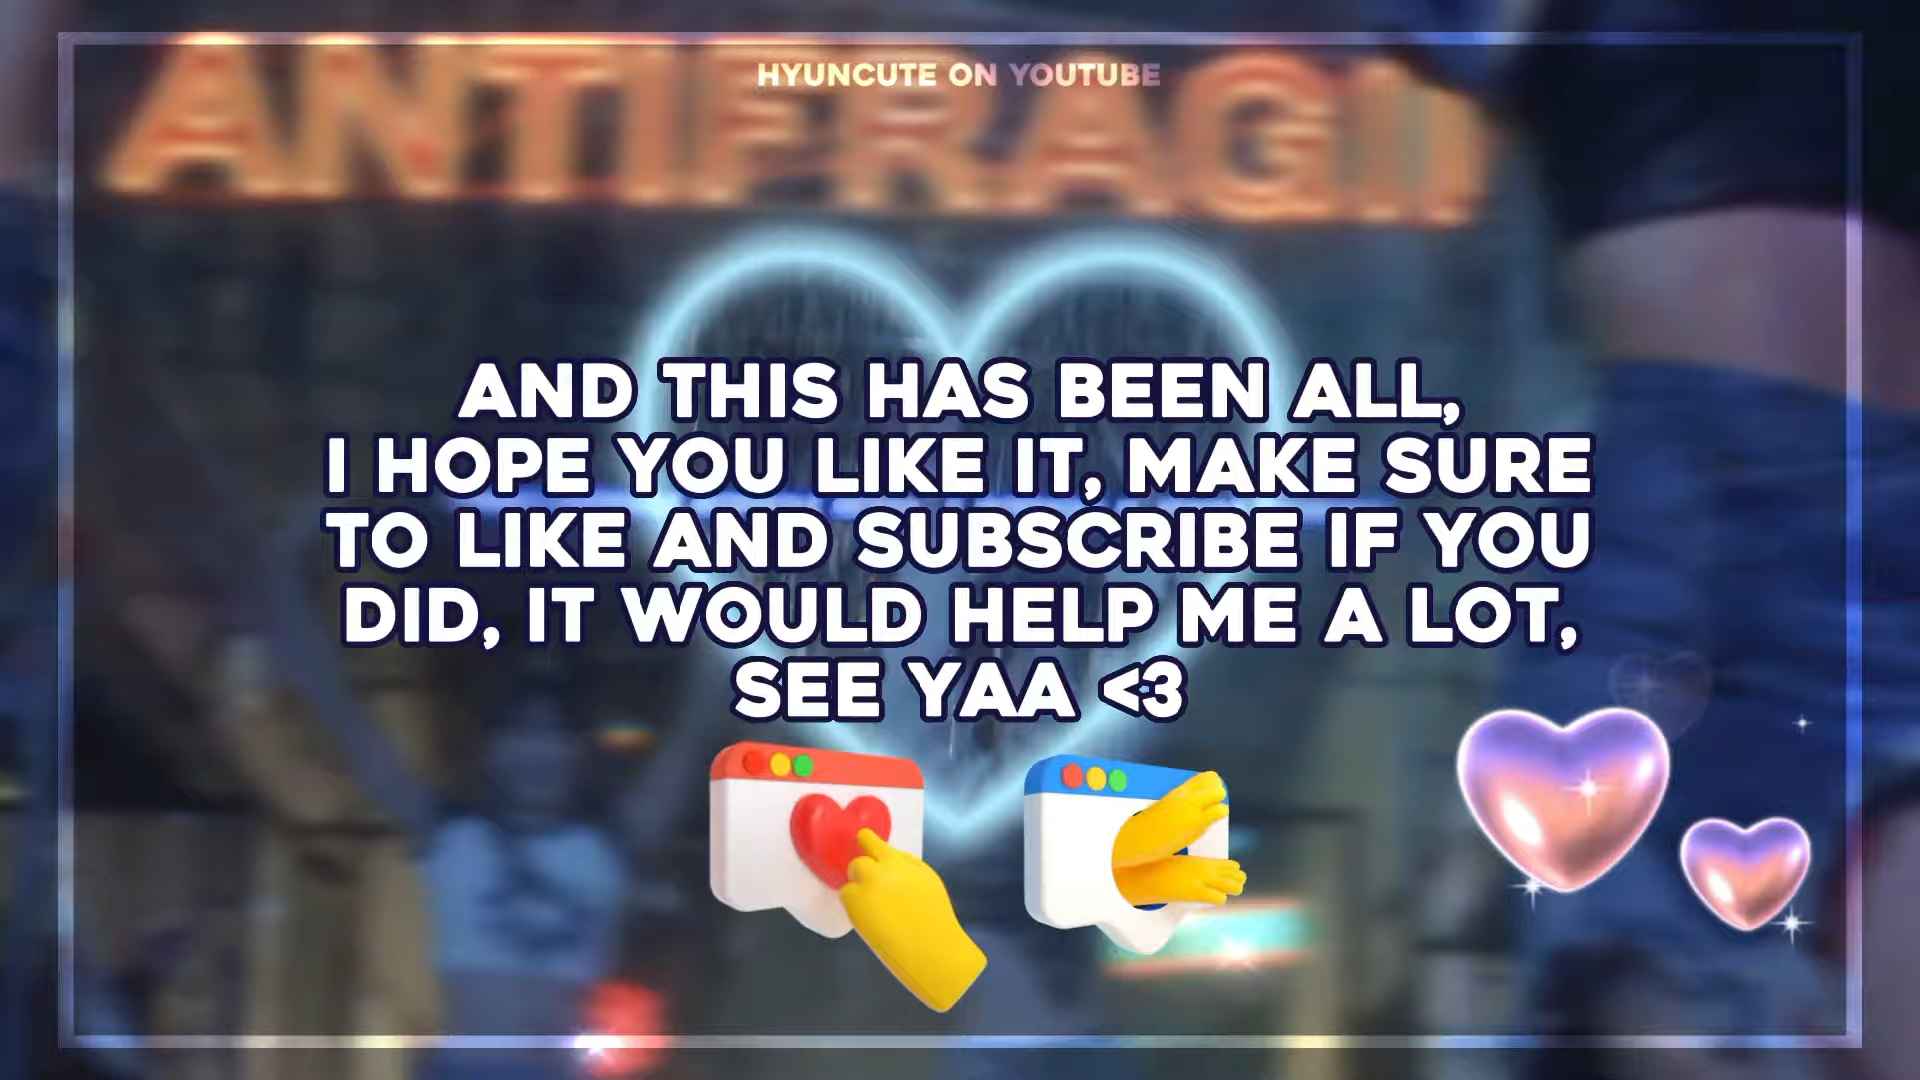 ANTIFRAGIL
HYUNCUTE ON YOUTUBE
AND THIS HAS BEEN ALL,
I HOPE YOU LIKE IT, MAKE SURE
TO LIKE AND SUBSCRIBE IF YOU
DID, IT WOULD HELP ME A LOT,
SEE YAA <3